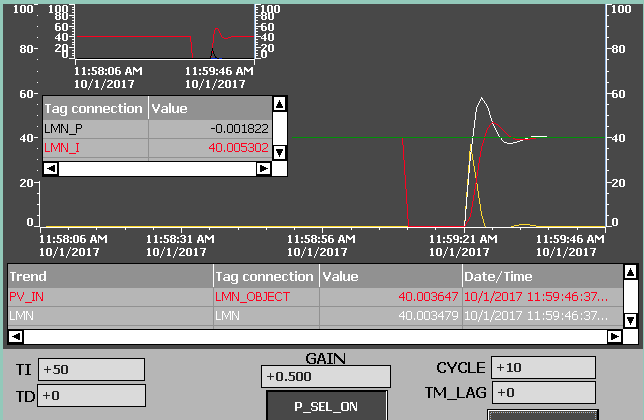 100 100
80 80
60 60
40 40
20 20
0 0
11:58:06 AM 11:59:46 AM
10/1/2017 10/1/2017
Tag connection Value
LMN_P -0.001822
LMN_I 40.005302
100 100
80 80
60 60
40 40
20 20
0 0
11:58:06 AM 11:58:31 AM 11:58:56 AM 11:59:21 AM 11:59:46 AM
10/1/2017 10/1/2017 10/1/2017 10/1/2017 10/1/2017
Trend Tag connection Value Date/Time
PV_IN LMN_OBJECT 40.003647 10/1/2017 11:59:46:37...
LMN LMN 40.003479 10/1/2017 11:59:46:37...
TI +50
TD +0
GAIN
+0.500
P_SEL_ON
CYCLE +10
TM_LAG +0